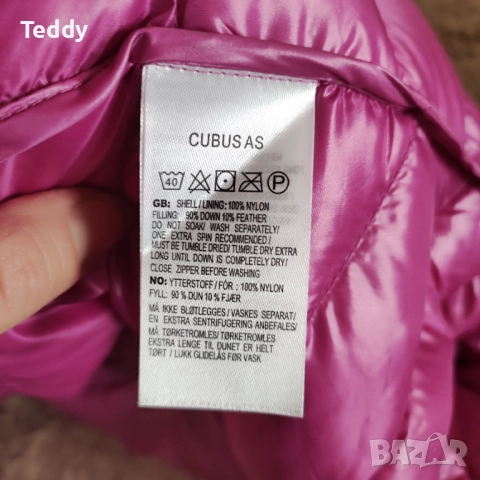 Teddy
CUBUS AS
40 P
GB: SHELL/LINING: 100% NYLON
FILLING: 90% DOWN 10% FEATHER
DO NOT SOAK/ WASH SEPARATELY/
ONE EXTRA SPIN RECOMMENDED/
MUST BE TUMBLE DRIED/ TUMBLE DRY EXTRA
LONG UNTIL DOWN IS COMPLETELY DRY/
CLOSE ZIPPER BEFORE WASHING
NO: YTTERSTOFF / FÓR : 100% NYLON
FYLL: 90 % DUN 10 % FJÆR
MÅ IKKE BLØTLEGGES / VASKES SEPARAT/
EN EKSTRA SENTRIFUGERING ANBEFALES/
MÅ TØRKETROMLES/ TØRKETROMLES
EKSTRA LENGE TIL DUNET ER HELT
TØRT / LUKK GLIDELÅS FØR VASK
BAZAR